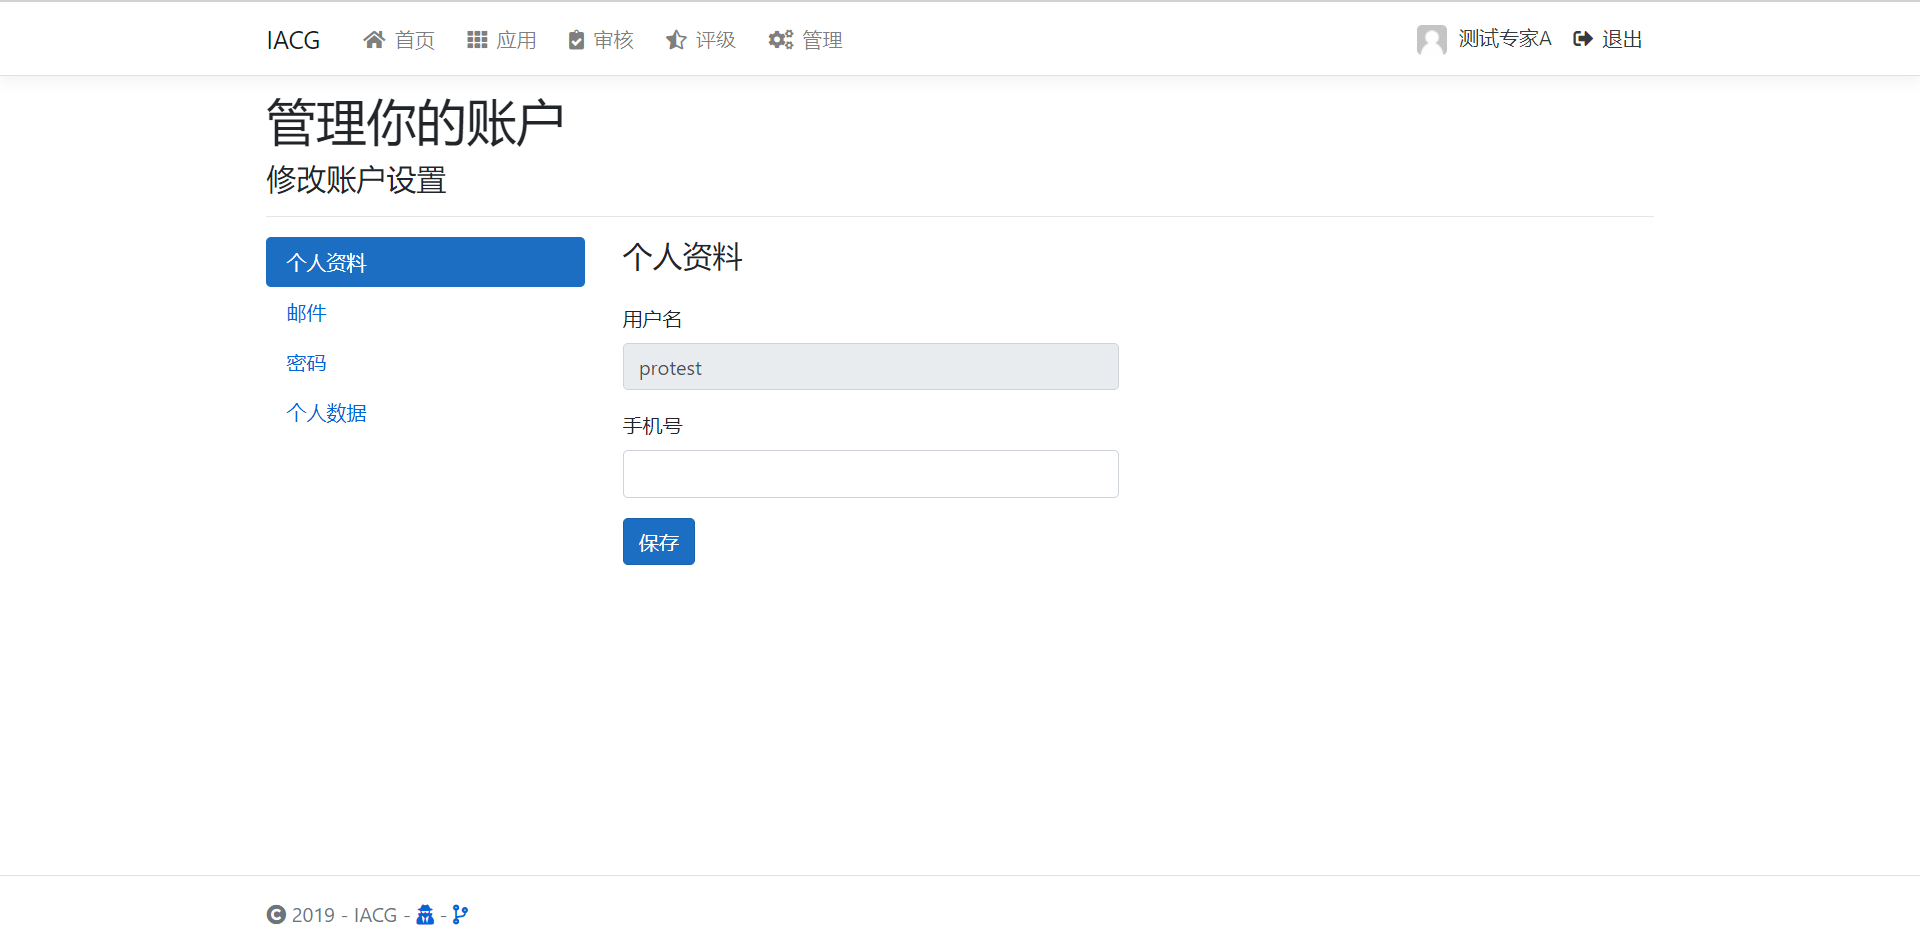 IACG 首页 应用 审核 评级 管理 测试专家A 退出
管理你的账户
修改账户设置
个人资料
邮件
密码
个人数据
个人资料
用户名
protest
手机号
保存
© 2019 - IACG - -